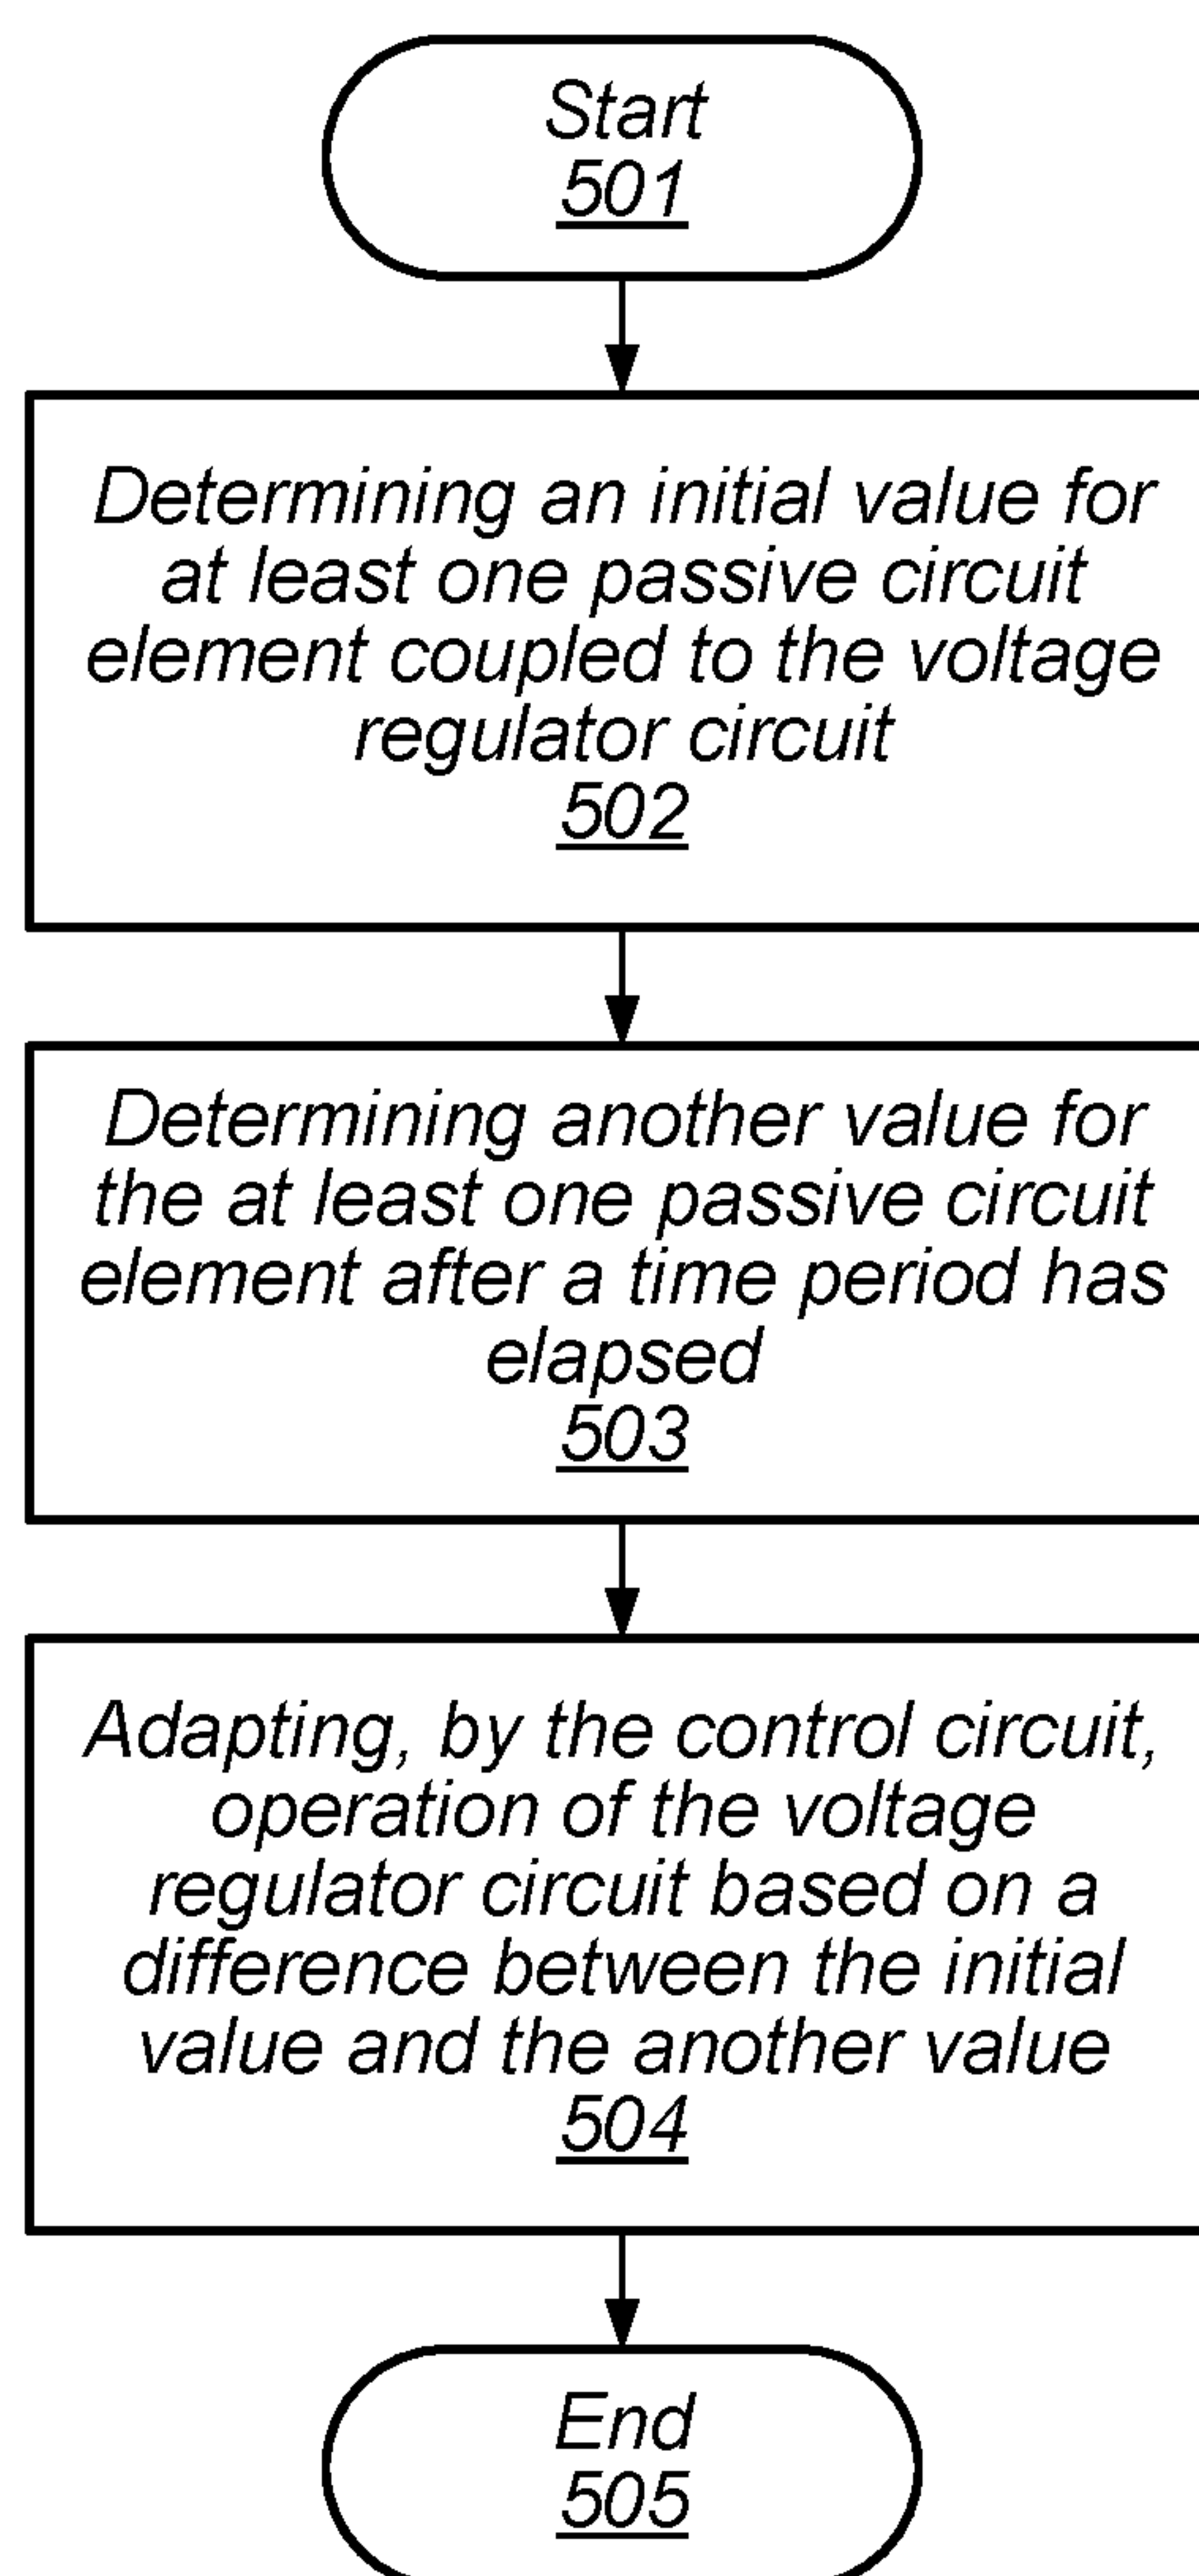 Start
501
Determining an initial value for
at least one passive circuit
element coupled to the voltage
regulator circuit
502
Determining another value for
the at least one passive circuit
element after a time period has
elapsed
503
Adapting, by the control circuit,
operation of the voltage
regulator circuit based on a
difference between the initial
value and the another value
504
End
505